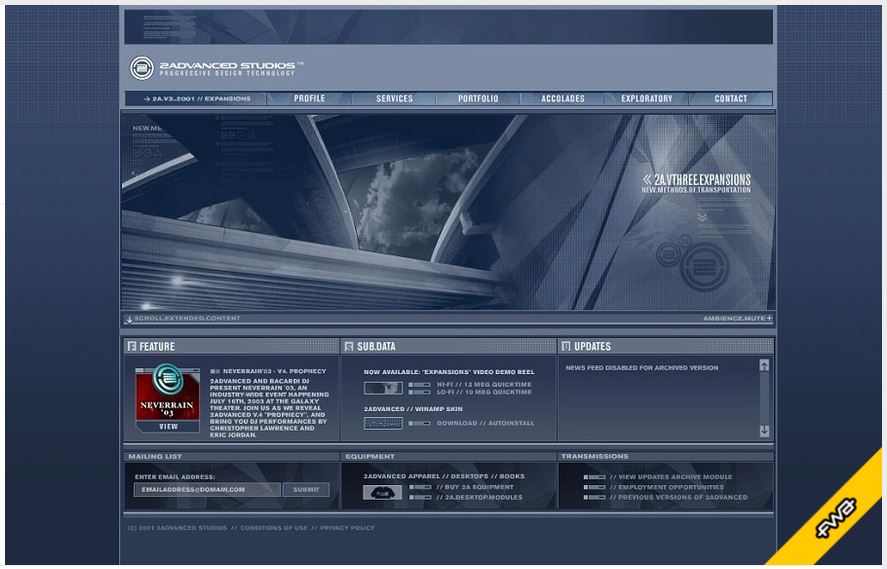 2ADVANCED STUDIOS™
PROGRESSIVE DESIGN TECHNOLOGY
2A.V3.2001 // EXPANSIONS
PROFILE
SERVICES
PORTFOLIO
ACCOLADES
EXPLORATORY
CONTACT
« 2A.VTHREE.EXPANSIONS
NEW.METHODS.OF.TRANSPORTATION
SCROLL.EXTENDED.CONTENT
AMBIENCE.MUTE
FEATURE
NEVERRAIN'03 - V4. PROPHECY
2ADVANCED AND BACARDI DJ
PRESENT NEVERRAIN '03, AN
INDUSTRY-WIDE EVENT HAPPENING
JULY 16TH, 2003 AT THE GALAXY
THEATER. JOIN US AS WE REVEAL
2ADVANCED V.4 "PROPHECY", AND
BRING YOU DJ PERFORMANCES BY
CHRISTOPHER LAWRENCE AND
ERIC JORDAN.
NEVERRAIN
'03
VIEW
SUB.DATA
NOW AVAILABLE: "EXPANSIONS" VIDEO DEMO REEL
HI-FI // 12 MEG QUICKTIME
LO-FI // 10 MEG QUICKTIME
2ADVANCED // WINAMP SKIN
DOWNLOAD // AUTOINSTALL
UPDATES
NEWS FEED DISABLED FOR ARCHIVED VERSION
MAILING LIST
ENTER EMAIL ADDRESS:
EMAILADDRESS@DOMAIN.COM
SUBMIT
EQUIPMENT
2ADVANCED APPAREL // DESKTOPS // BOOKS
// BUY 2A EQUIPMENT
// 2A.DESKTOP.MODULES
TRANSMISSIONS
// VIEW UPDATES ARCHIVE MODULE
// EMPLOYMENT OPPORTUNITIES
// PREVIOUS VERSIONS OF 2ADVANCED
(C) 2001 2ADVANCED STUDIOS // CONDITIONS OF USE // PRIVACY POLICY
fwa